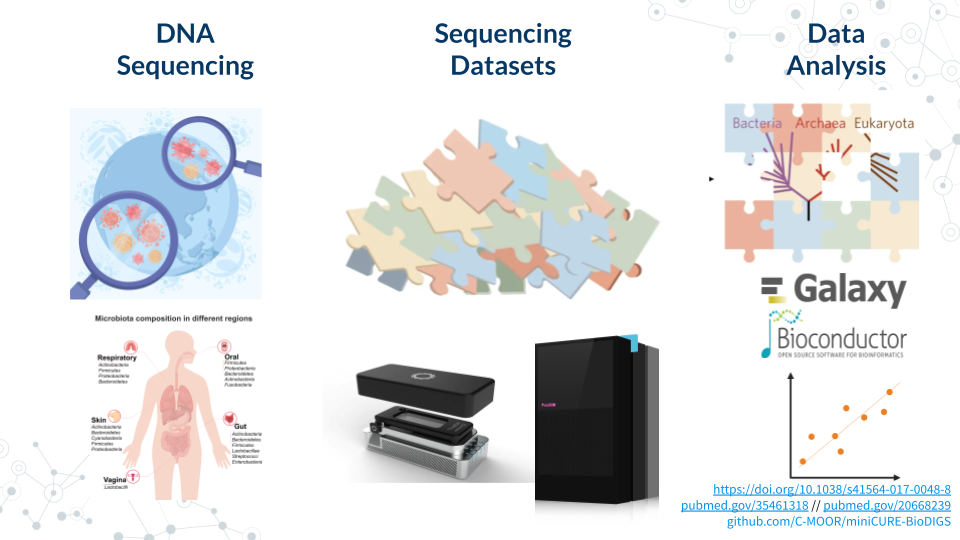 DNA
Sequencing
Sequencing
Datasets
Data
Analysis
Microbiota composition in different regions
Respiratory
Actinobacteria
Firmicutes
Proteobacteria
Bacteroidetes
Oral
Firmicutes
Proteobacteria
Bacteroidetes
Actinobacteria
Fusobacteria
Skin
Actinobacteria
Bacteroidetes
Cyanobacteria
Firmicutes
Proteobacteria
Gut
Actinobacteria
Bacteroidetes
Firmicutes
Lactobacillae
Streptococci
Enterobacteria
Vagina
Lactobacilli
Bacteria Archaea Eukaryota
Galaxy
Bioconductor
OPEN SOURCE SOFTWARE FOR BIOINFORMATICS
https://doi.org/10.1038/s41564-017-0048-8
pubmed.gov/35461318 // pubmed.gov/20668239
github.com/C-MOOR/miniCURE-BioDIGS